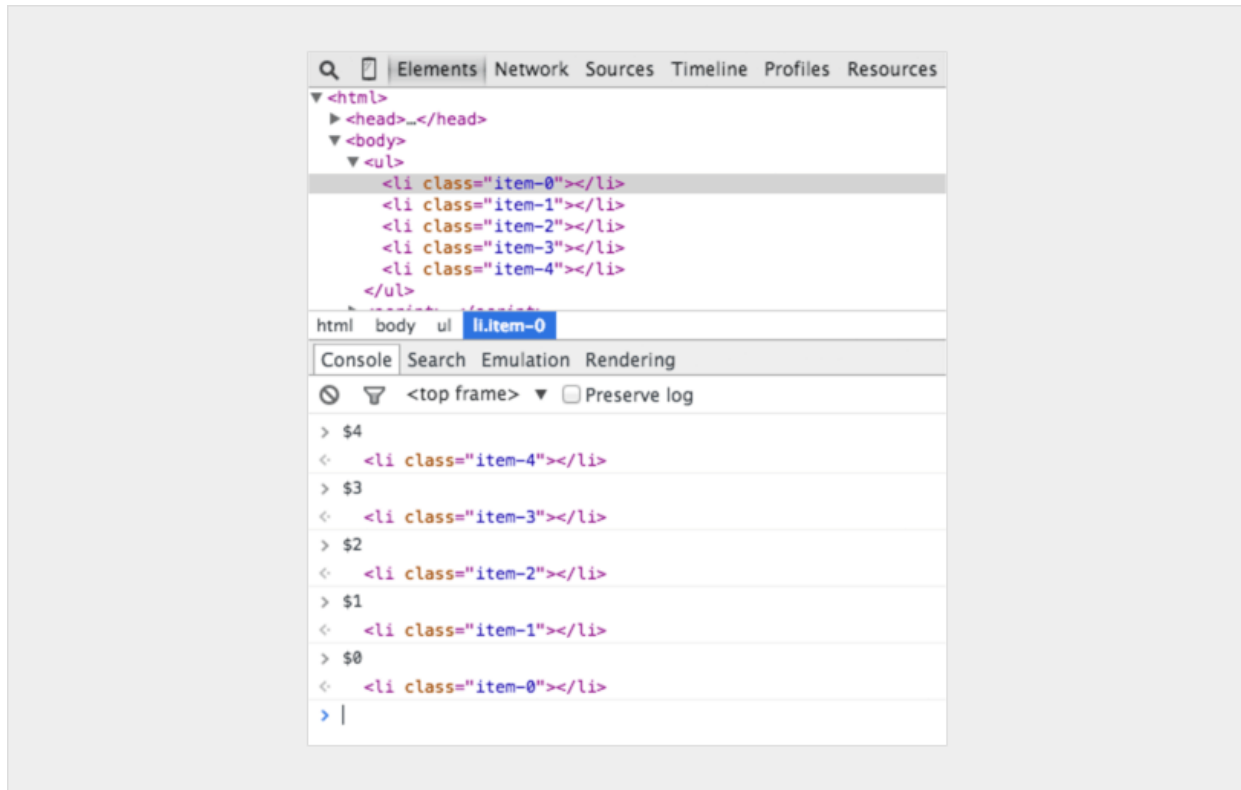 Elements Network Sources Timeline Profiles Resources
▼<html>
▶<head>…</head>
▼<body>
▼<ul>
<li class="item-0"></li>
<li class="item-1"></li>
<li class="item-2"></li>
<li class="item-3"></li>
<li class="item-4"></li>
</ul>
html body ul li.item-0
Console Search Emulation Rendering
<top frame> ▼ Preserve log
> $4
<li class="item-4"></li>
> $3
<li class="item-3"></li>
> $2
<li class="item-2"></li>
> $1
<li class="item-1"></li>
> $0
<li class="item-0"></li>
>